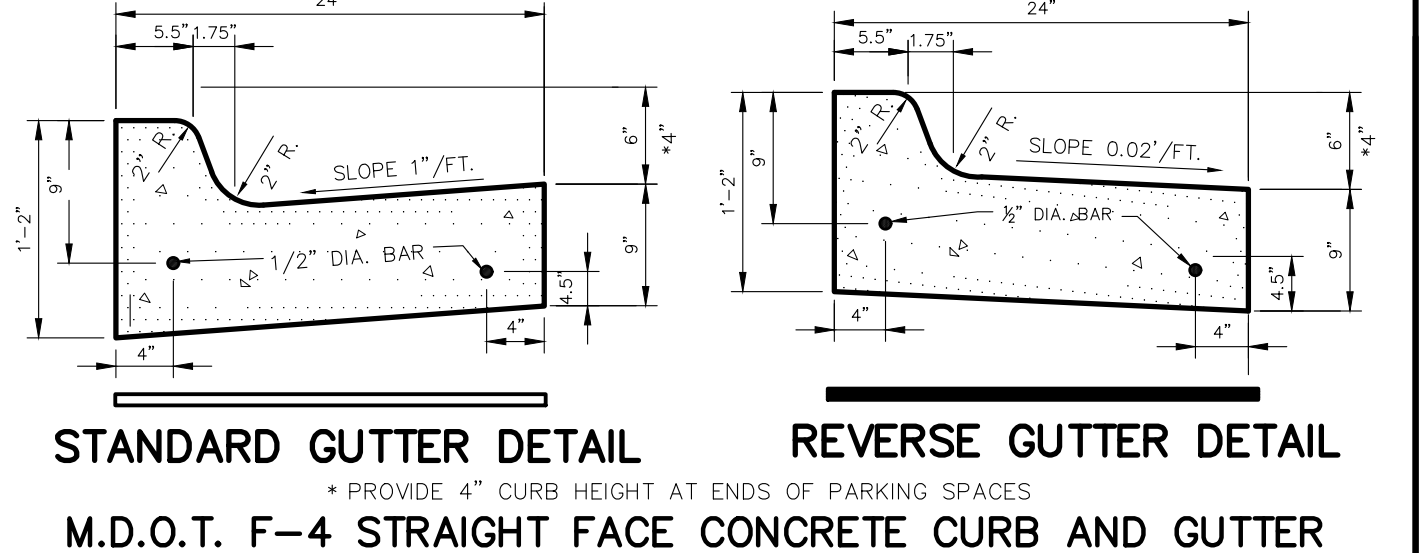 24"
5.5" 1.75"
6"
*4"
2" R.
2" R.
SLOPE 1"/FT.
9"
1'-2"
1/2" DIA. BAR
9"
4.5"
4"
4"
STANDARD GUTTER DETAIL
24"
5.5" 1.75"
6"
*4"
2" R.
2" R.
SLOPE 0.02'/FT.
9"
1'-2"
½" DIA. BAR
9"
4.5"
4"
4"
REVERSE GUTTER DETAIL
* PROVIDE 4" CURB HEIGHT AT ENDS OF PARKING SPACES
M.D.O.T. F-4 STRAIGHT FACE CONCRETE CURB AND GUTTER